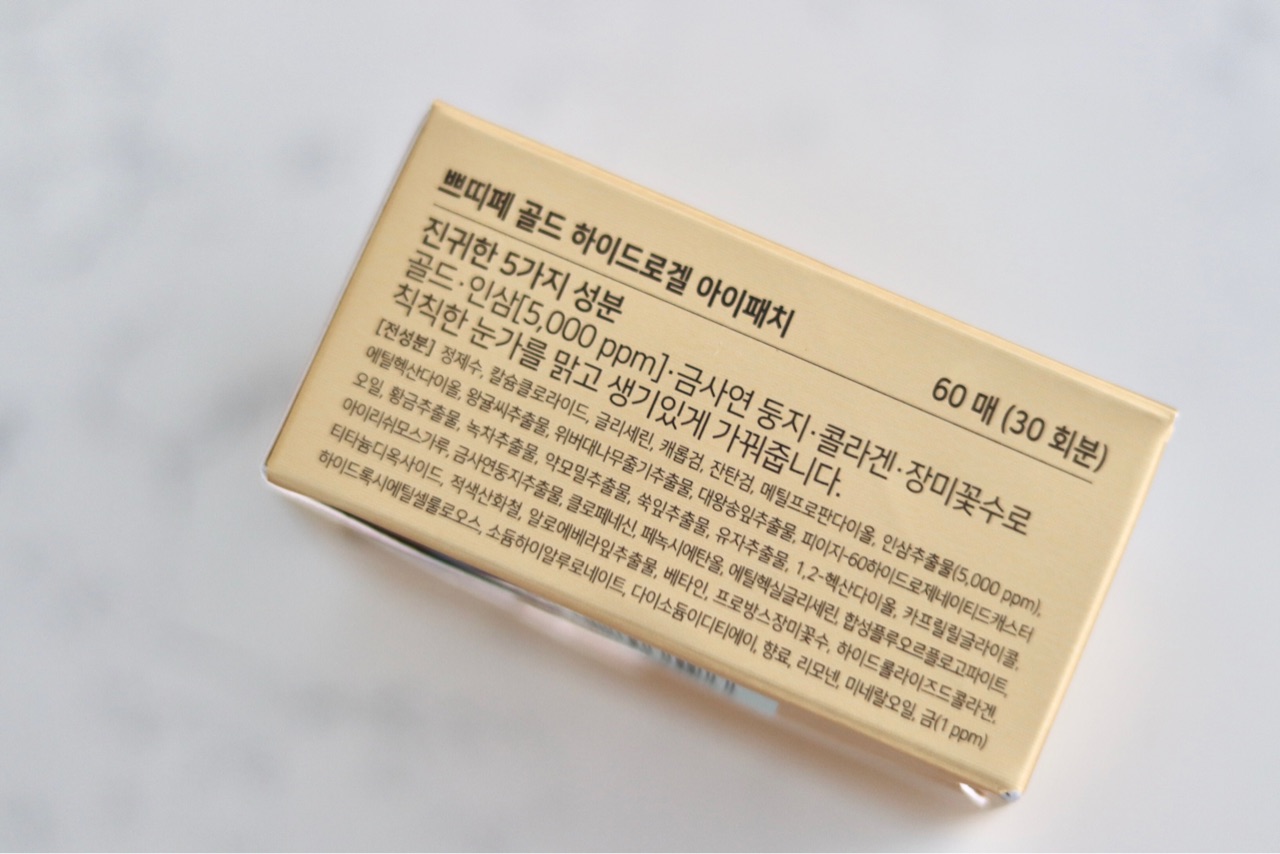 쁘띠페 골드 하이드로겔 아이패치
60 매 (30 회분)
진귀한 5가지 성분
골드·인삼[5,000 ppm]·금사연 둥지·콜라겐·장미꽃수로
칙칙한 눈가를 맑고 생기있게 가꿔줍니다.
[전성분] 정제수, 칼슘클로라이드, 글리세린, 캐롭검, 잔탄검, 메틸프로판다이올, 인삼추출물(5,000 ppm),
에틸헥산다이올, 왕귤씨추출물, 위버대나무줄기추출물, 대왕송잎추출물, 피이지-60하이드로제네이티드캐스터
오일, 황금추출물, 녹차추출물, 약모밀추출물, 쑥잎추출물, 유자추출물, 1,2-헥산다이올, 카프릴릴글라이콜,
아이리쉬모스가루, 금사연둥지추출물, 클로페네신, 페녹시에탄올, 에틸헥실글리세린, 합성플루오르플로고파이트,
티타늄디옥사이드, 적색산화철, 알로에베라잎추출물, 베타인, 프로방스장미꽃수, 하이드롤라이즈드콜라겐,
하이드록시에틸셀룰로오스, 소듐하이알루로네이트, 다이소듐이디티에이, 향료, 리모넨, 미네랄오일, 금(1 ppm)